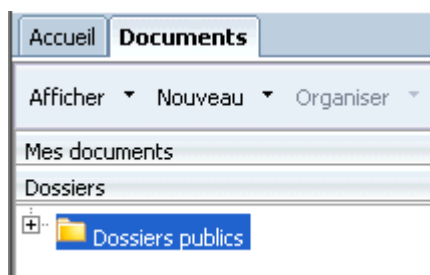 Accueil Documents
Afficher Nouveau Organiser
Mes documents
Dossiers
Dossiers publics